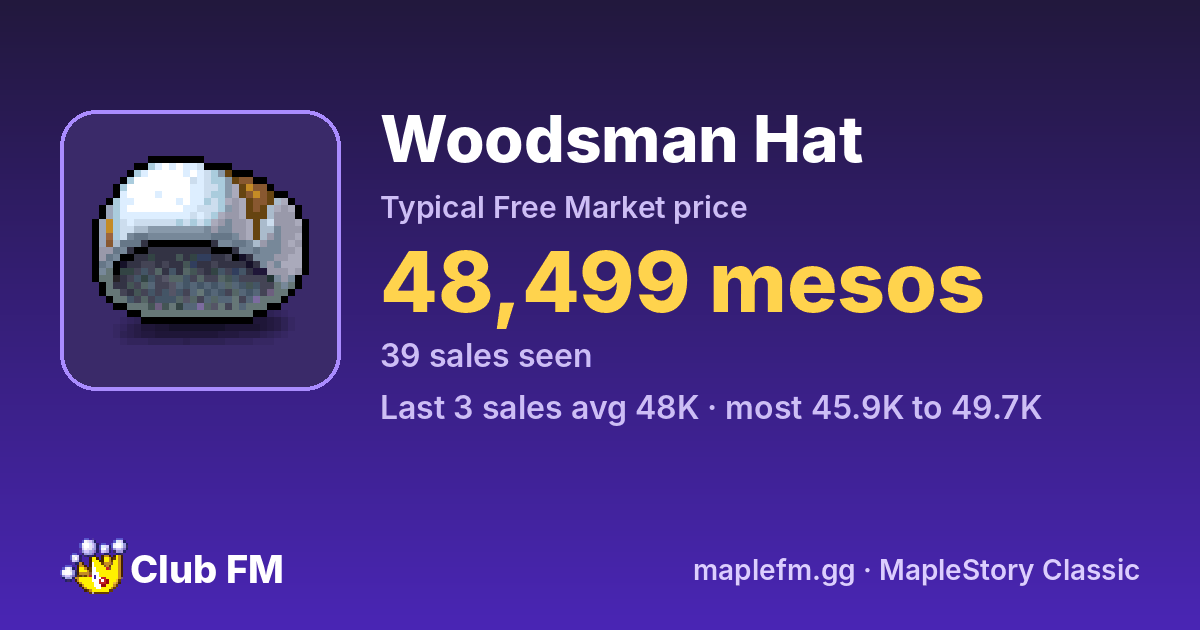 Woodsman Hat
Typical Free Market price
48,499 mesos
39 sales seen
Last 3 sales avg 48K · most 45.9K to 49.7K
Club FM
maplefm.gg · MapleStory Classic